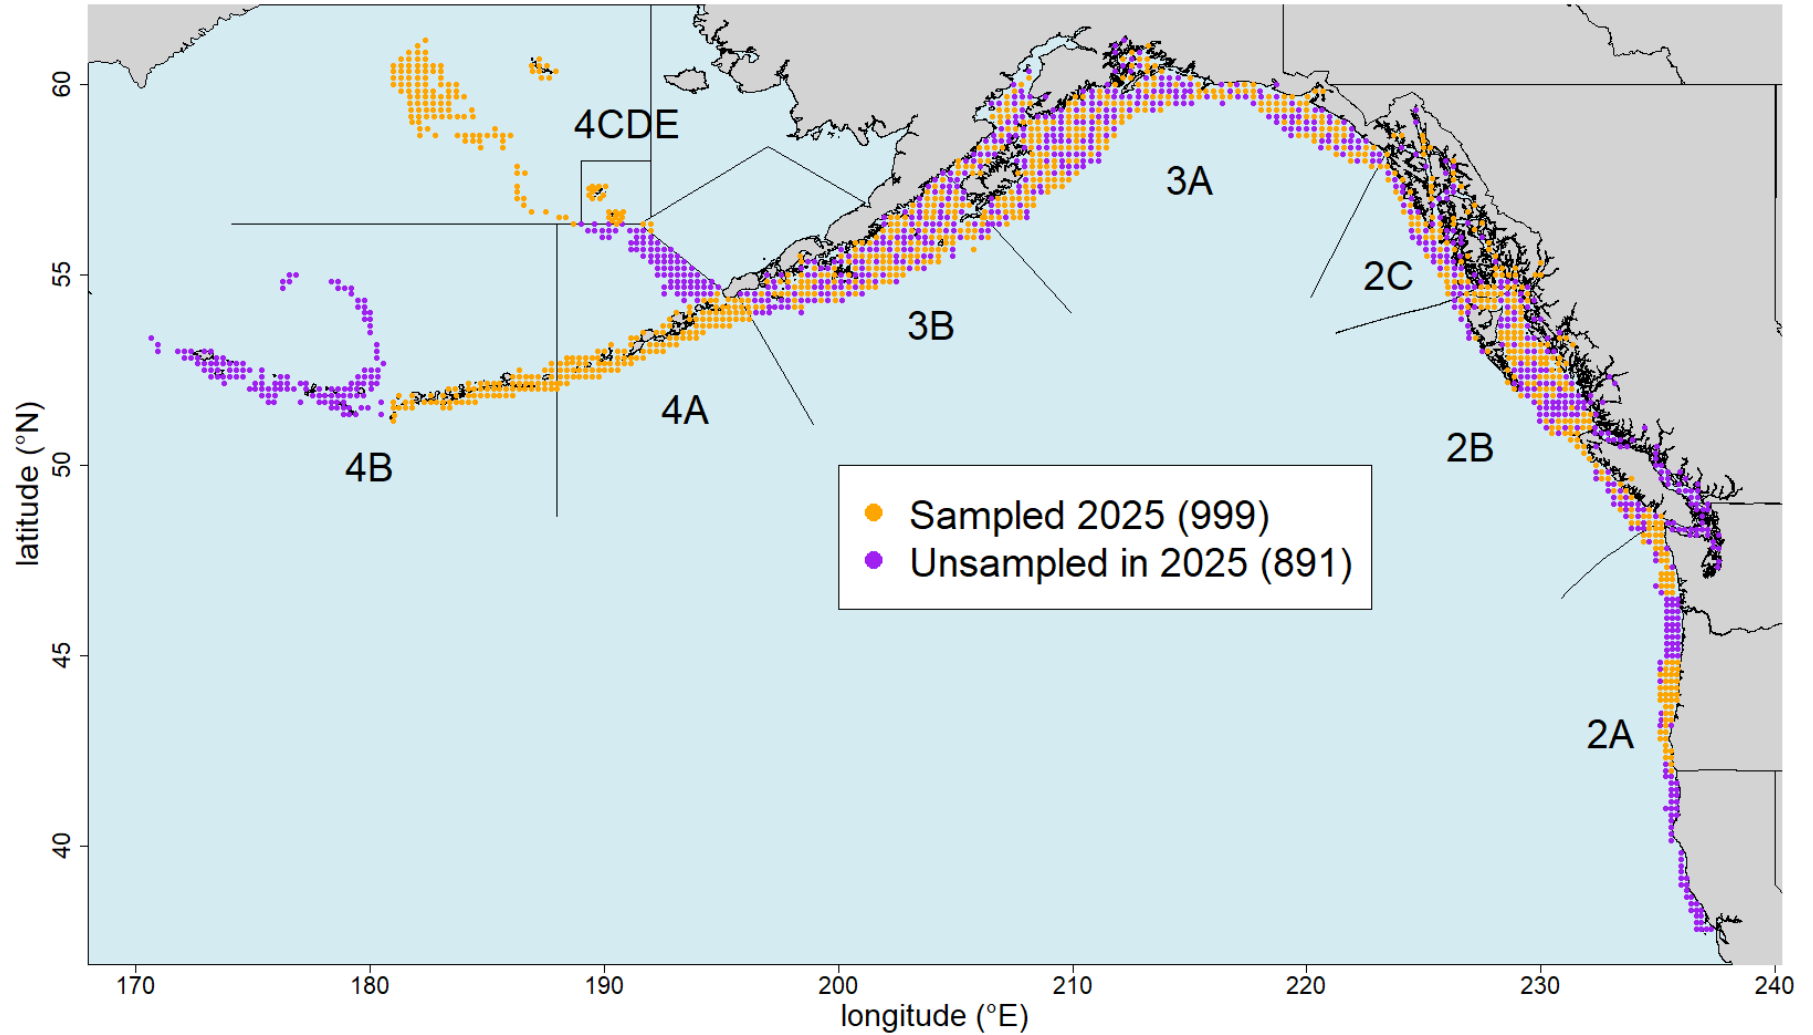 60
55
50
45
40
latitude (°N)
4CDE
3A
2C
3B
4A
2B
4B
Sampled 2025 (999)
Unsampled in 2025 (891)
2A
170
180
190
200
210
220
230
240
longitude (°E)